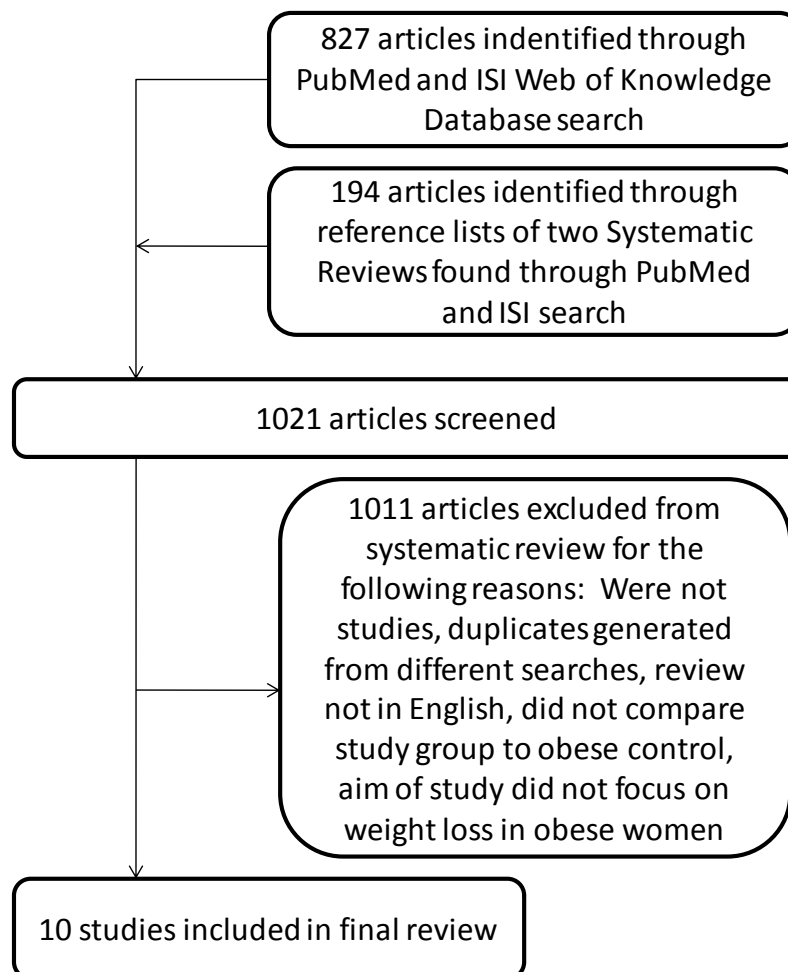 827 articles indentified through
PubMed and ISI Web of Knowledge
Database search
194 articles identified through
reference lists of two Systematic
Reviews found through PubMed
and ISI search
1021 articles screened
1011 articles excluded from
systematic review for the
following reasons:  Were not
studies, duplicates generated
from different searches, review
not in English, did not compare
study group to obese control,
aim of study did not focus on
weight loss in obese women
10 studies included in final review